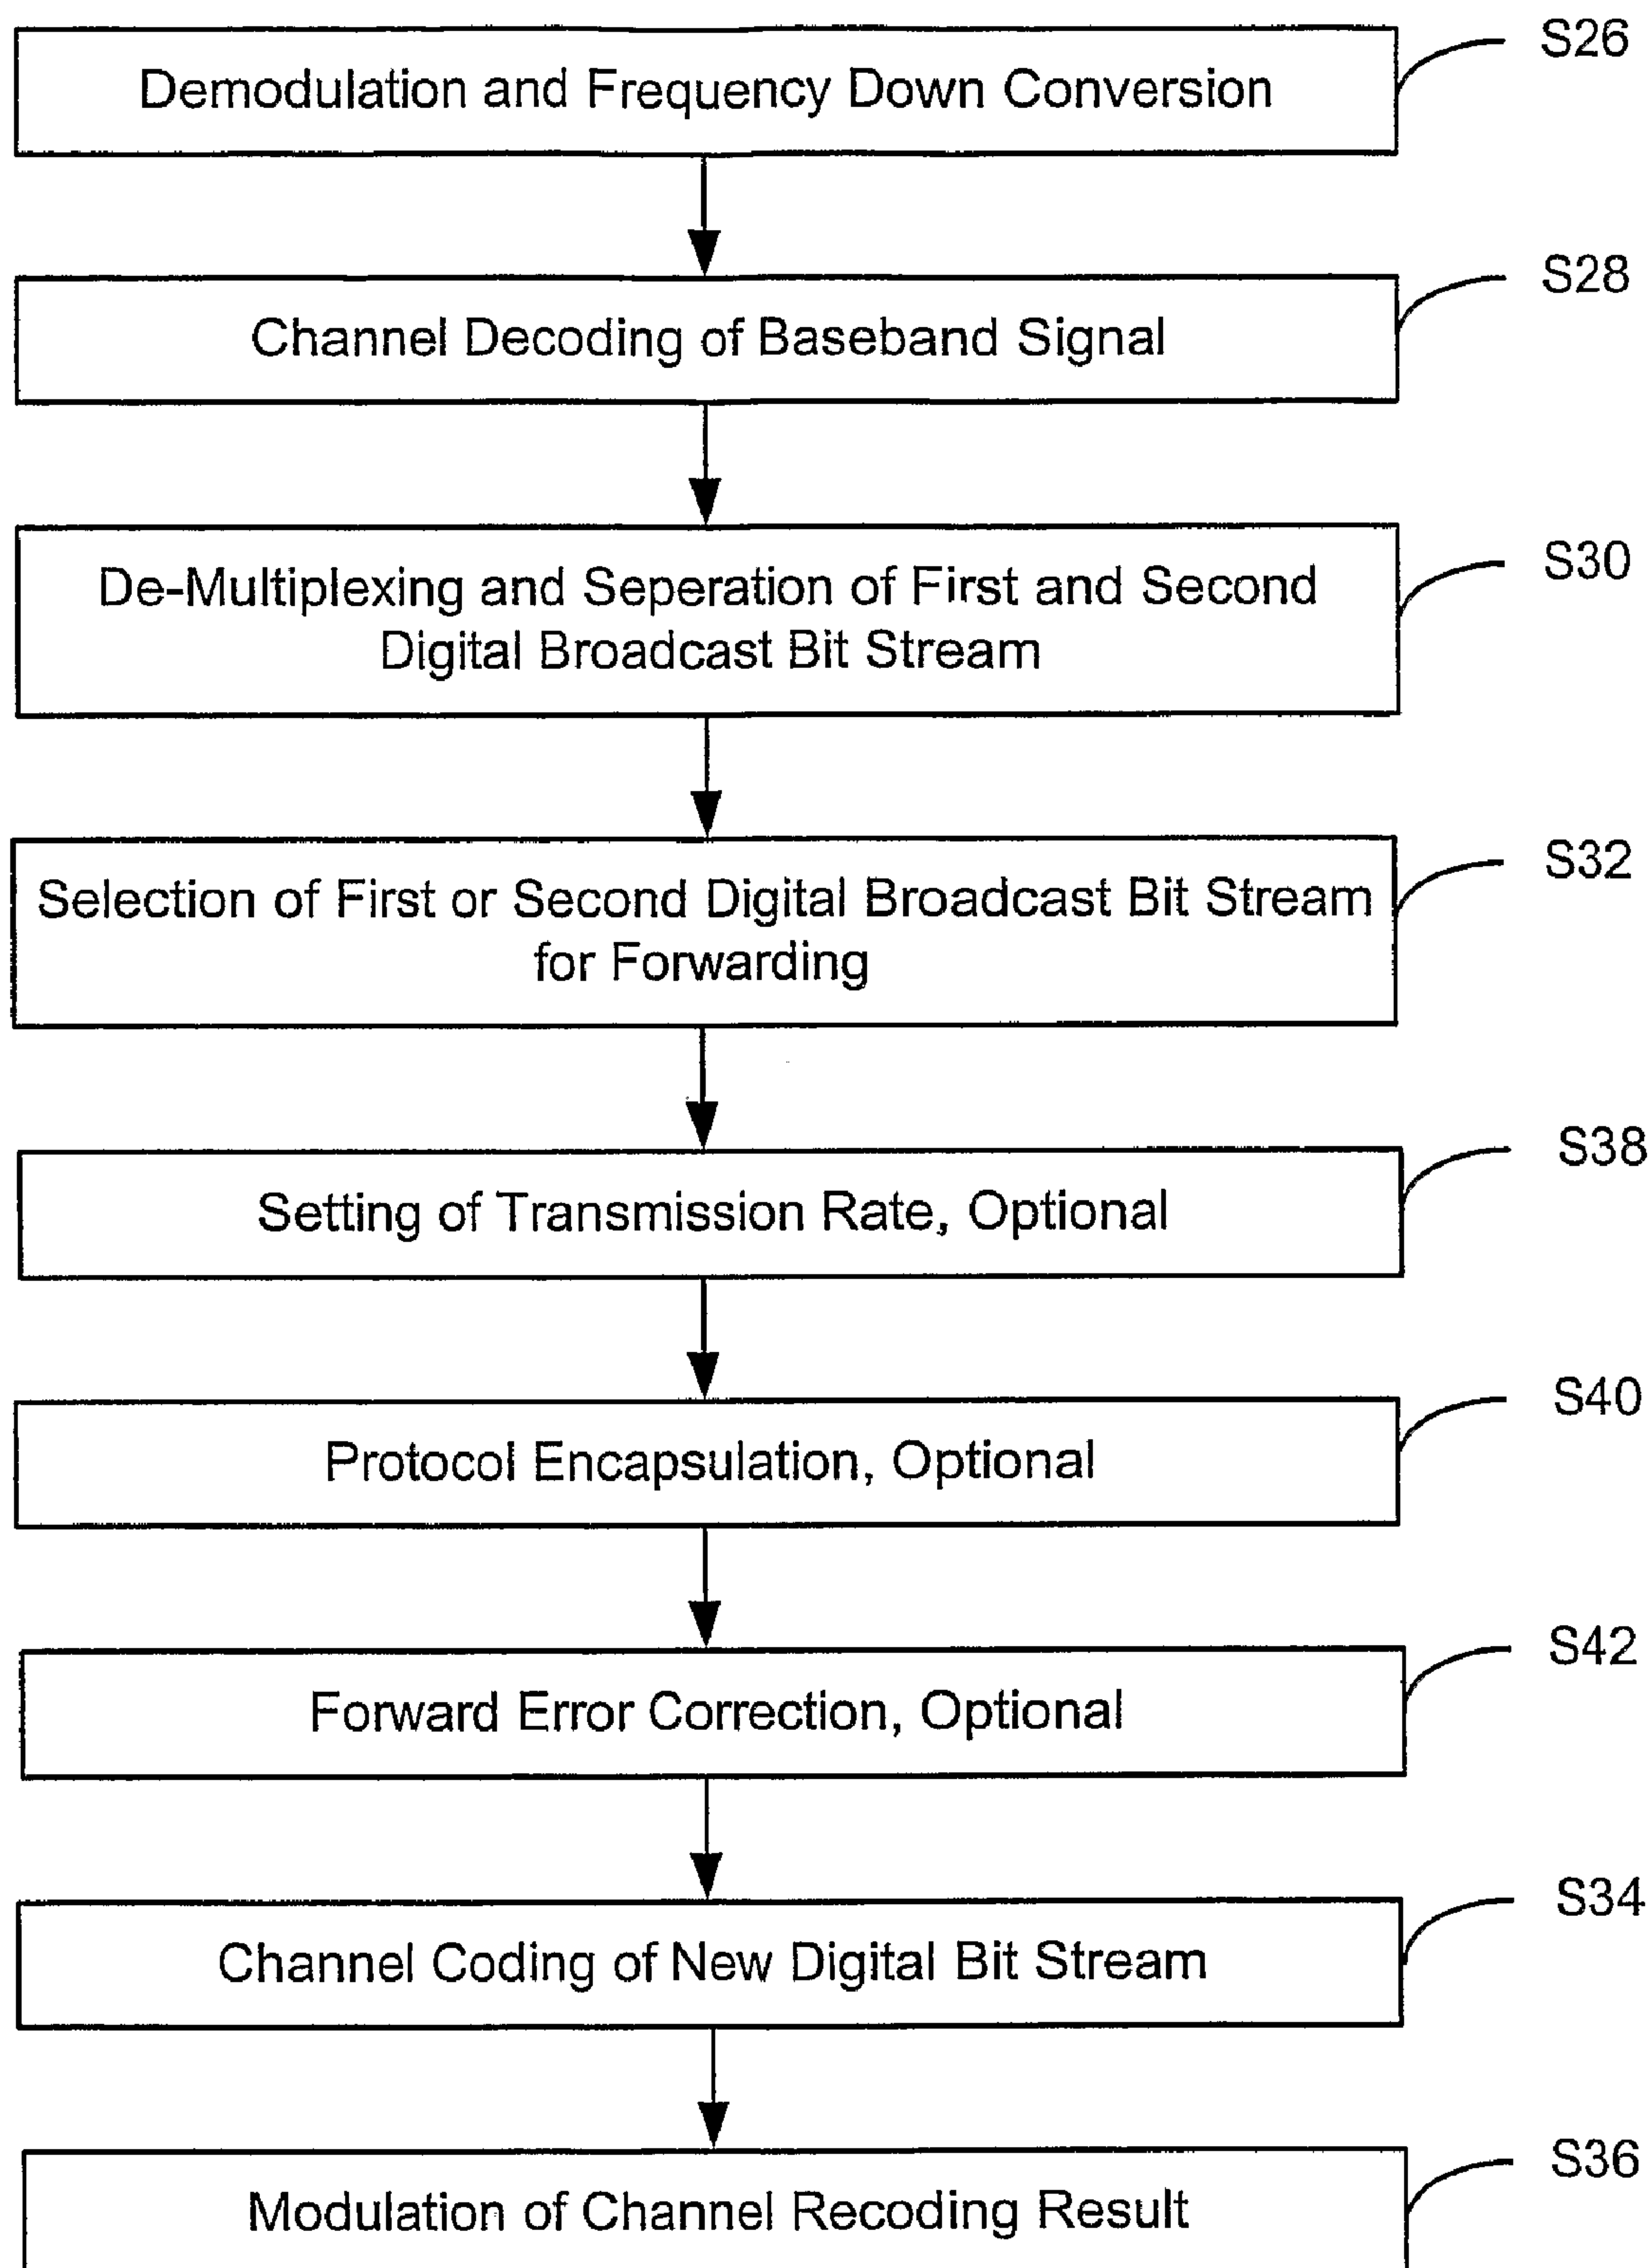 S26
Demodulation and Frequency Down Conversion
S28
Channel Decoding of Baseband Signal
S30
De-Multiplexing and Seperation of First and Second
Digital Broadcast Bit Stream
S32
Selection of First or Second Digital Broadcast Bit Stream
for Forwarding
S38
Setting of Transmission Rate, Optional
S40
Protocol Encapsulation, Optional
S42
Forward Error Correction, Optional
S34
Channel Coding of New Digital Bit Stream
S36
Modulation of Channel Recoding Result